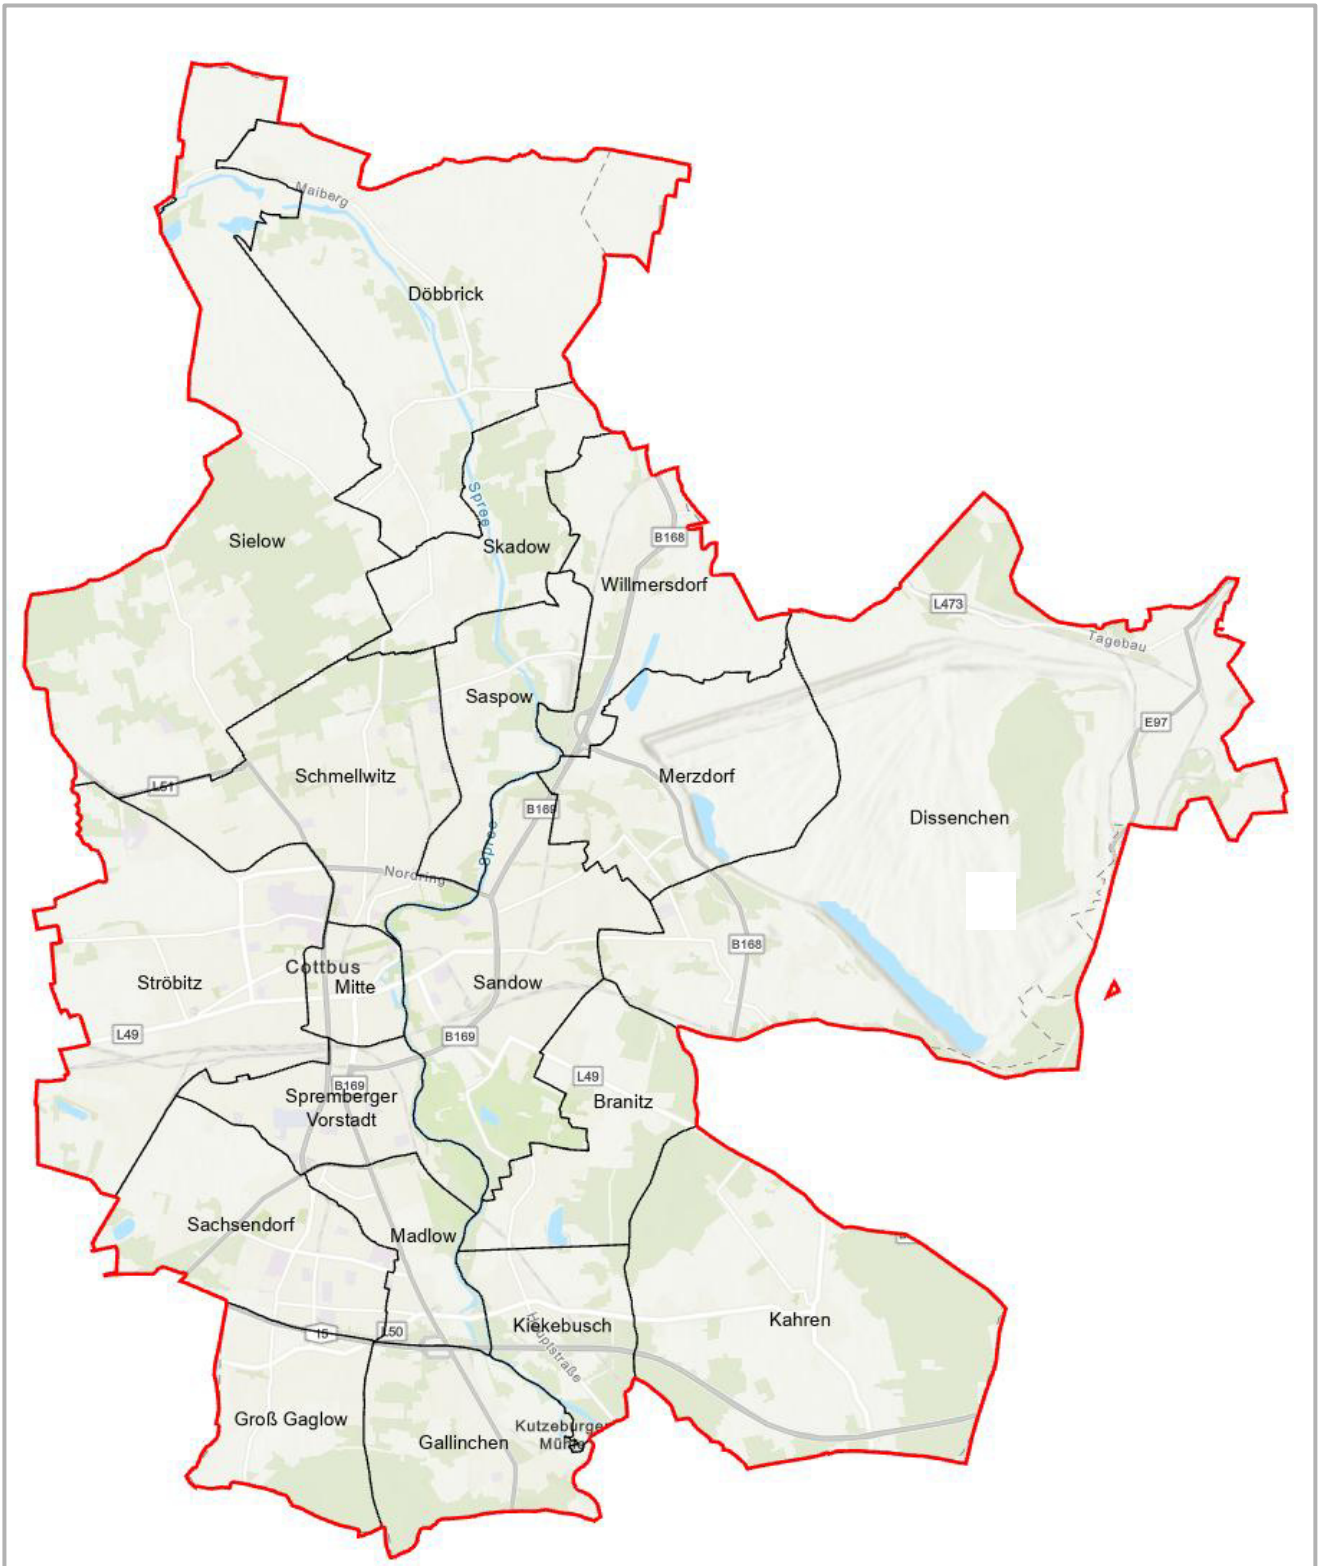 Maiberg
Döbbrick
Spree
Sielow
Skadow
B168
Willmersdorf
L473
Tagebau
Saspow
E97
L51
Schmellwitz
Merzdorf
B169
Dissenchen
Spree
Nordring
B168
Cottbus
Mitte
Ströbitz
Sandow
L49
B169
L49
B169
Spremberger
Vorstadt
Branitz
Sachsendorf
Madlow
Kahren
Kiekebusch
Hauptstraße
15
L50
Groß Gaglow
Gallinchen
Kutzeburger
Mühle